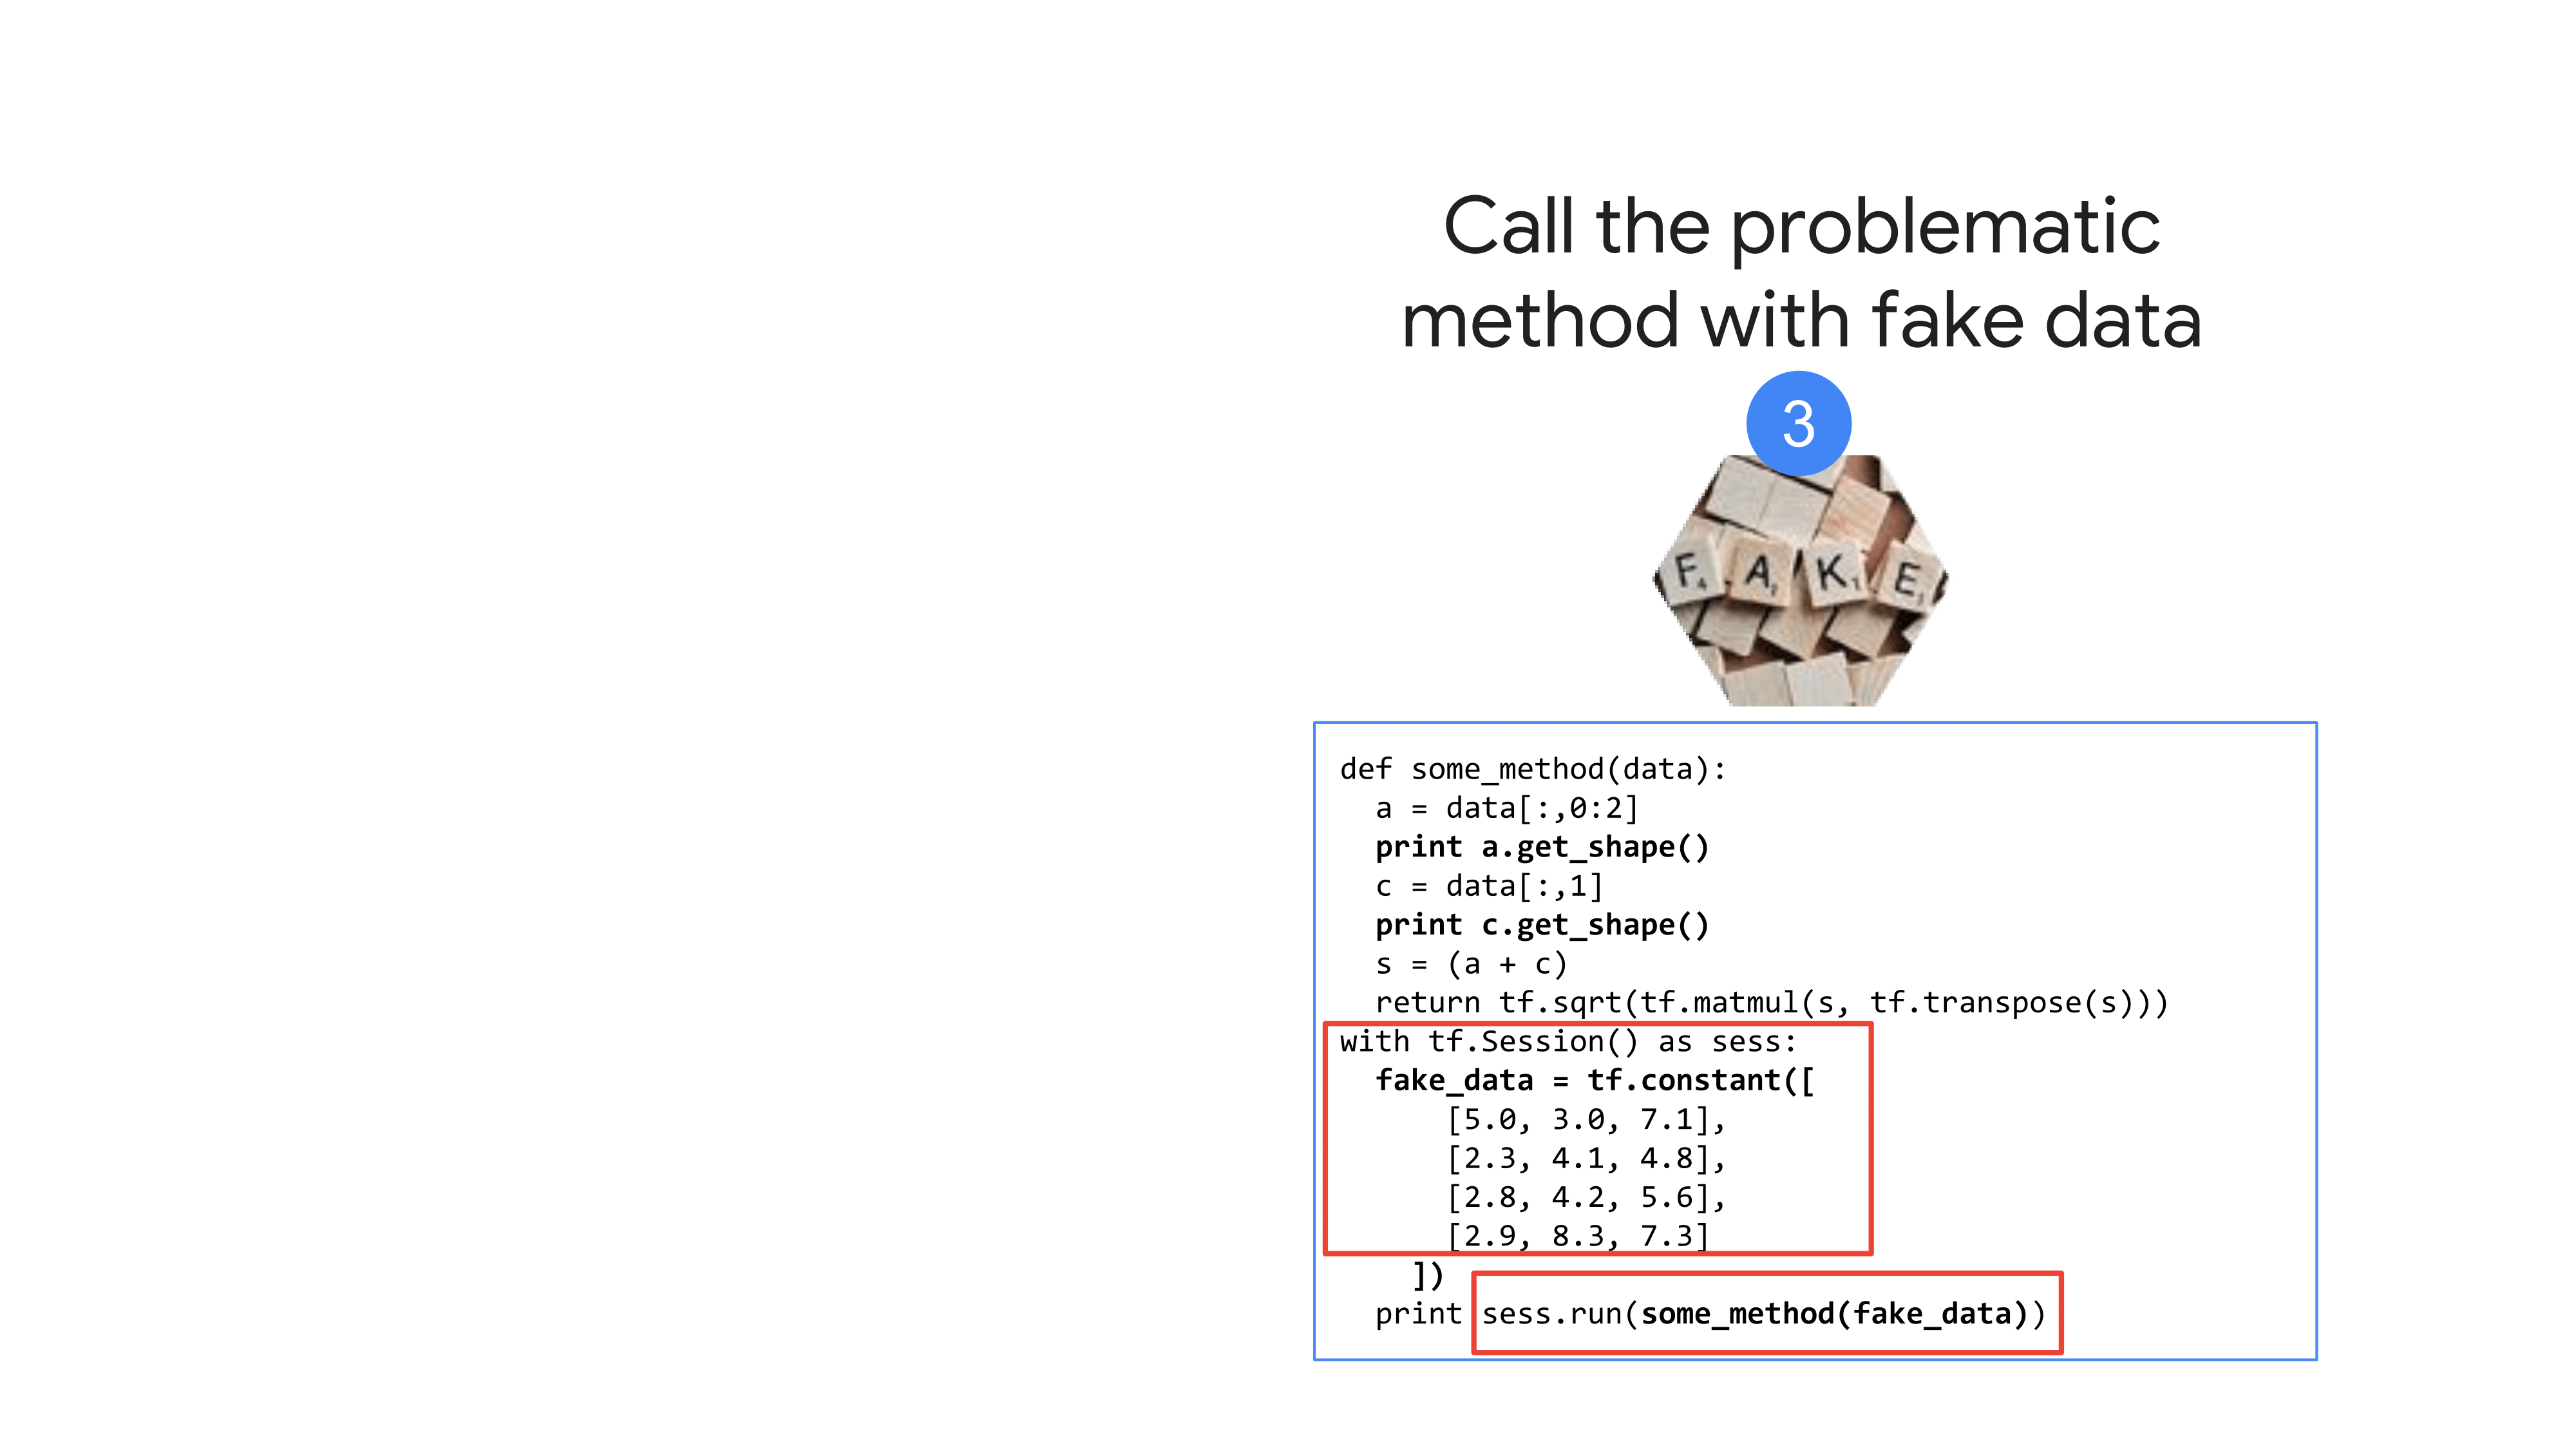 Call the problematic
method with fake data
3
F A K E
def some_method(data):
  a = data[:,0:2]
  print a.get_shape()
  c = data[:,1]
  print c.get_shape()
  s = (a + c)
  return tf.sqrt(tf.matmul(s, tf.transpose(s)))
with tf.Session() as sess:
  fake_data = tf.constant([
      [5.0, 3.0, 7.1],
      [2.3, 4.1, 4.8],
      [2.8, 4.2, 5.6],
      [2.9, 8.3, 7.3]
    ])
  print sess.run(some_method(fake_data))